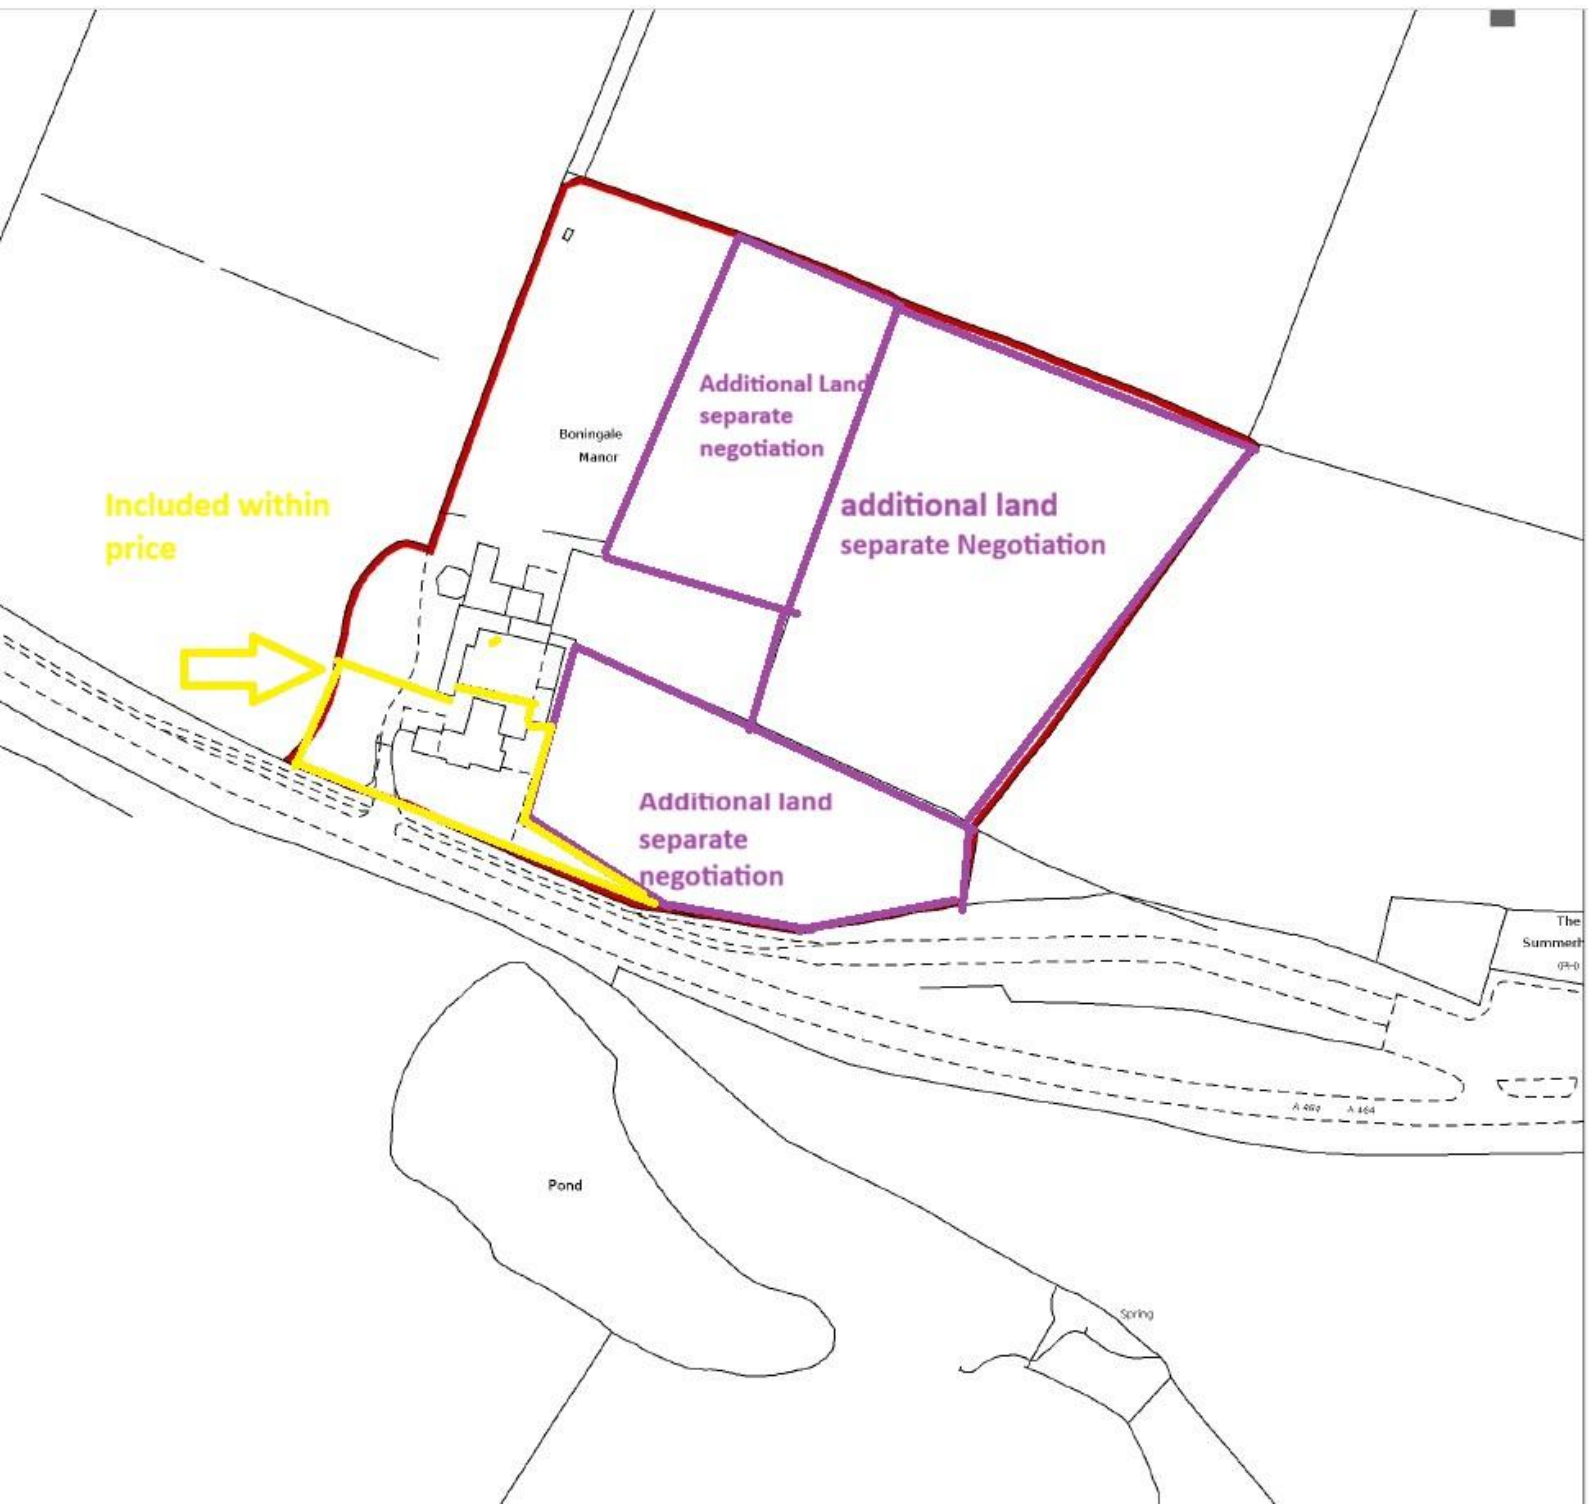 Additional Land
separate
negotiation
Boningale
Manor
Included within
price
additional land
separate Negotiation
Additional land
separate
negotiation
The
Summerh
(PH)
A 464
A 464
Pond
Spring